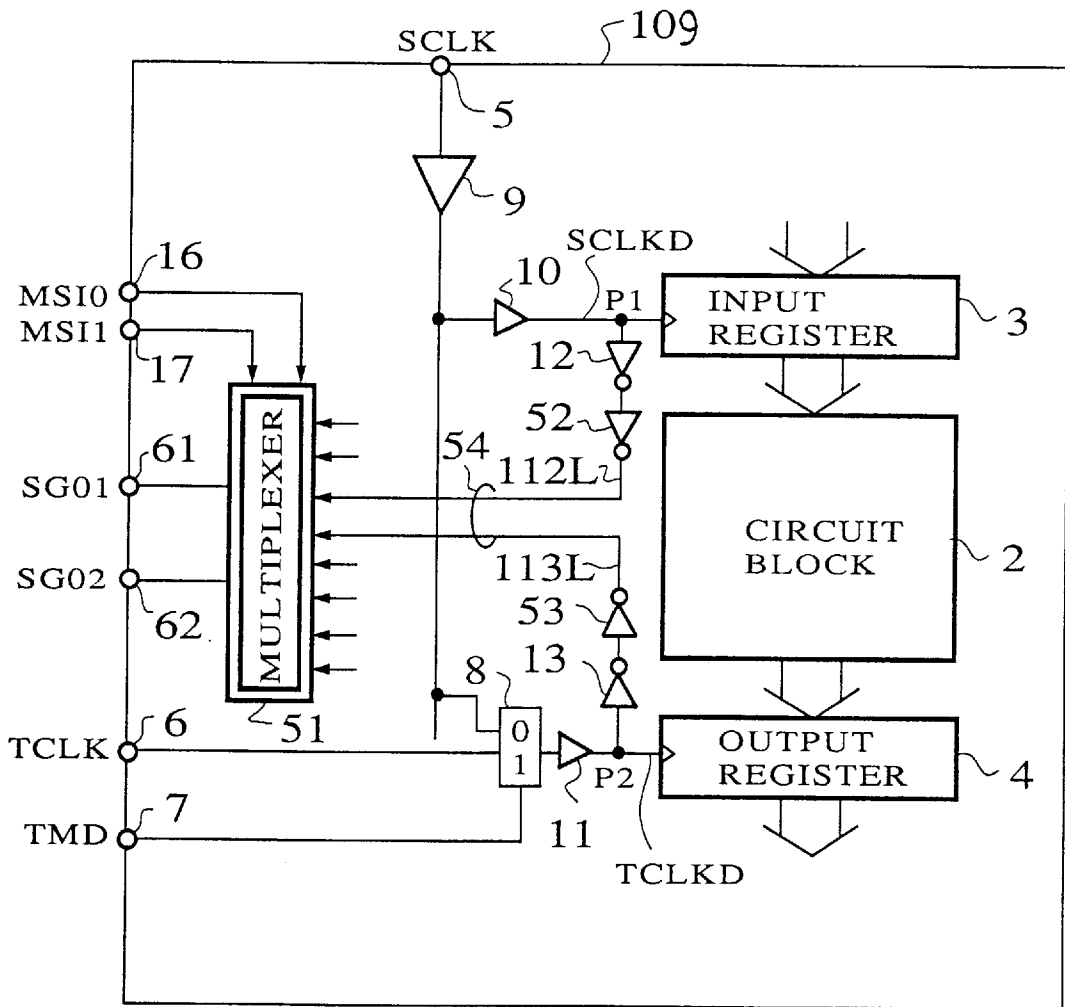 SCLK
109
5
9
SCLKD
16
MSI0
MSI1
17
10
P1
INPUT
REGISTER
3
12
52
MULTIPLEXER
61
SG01
54
112L
CIRCUIT
BLOCK
2
SG02
62
113L
53
13
8
51
6
TCLK
0
1
P2
11
OUTPUT
REGISTER
4
7
TMD
TCLKD